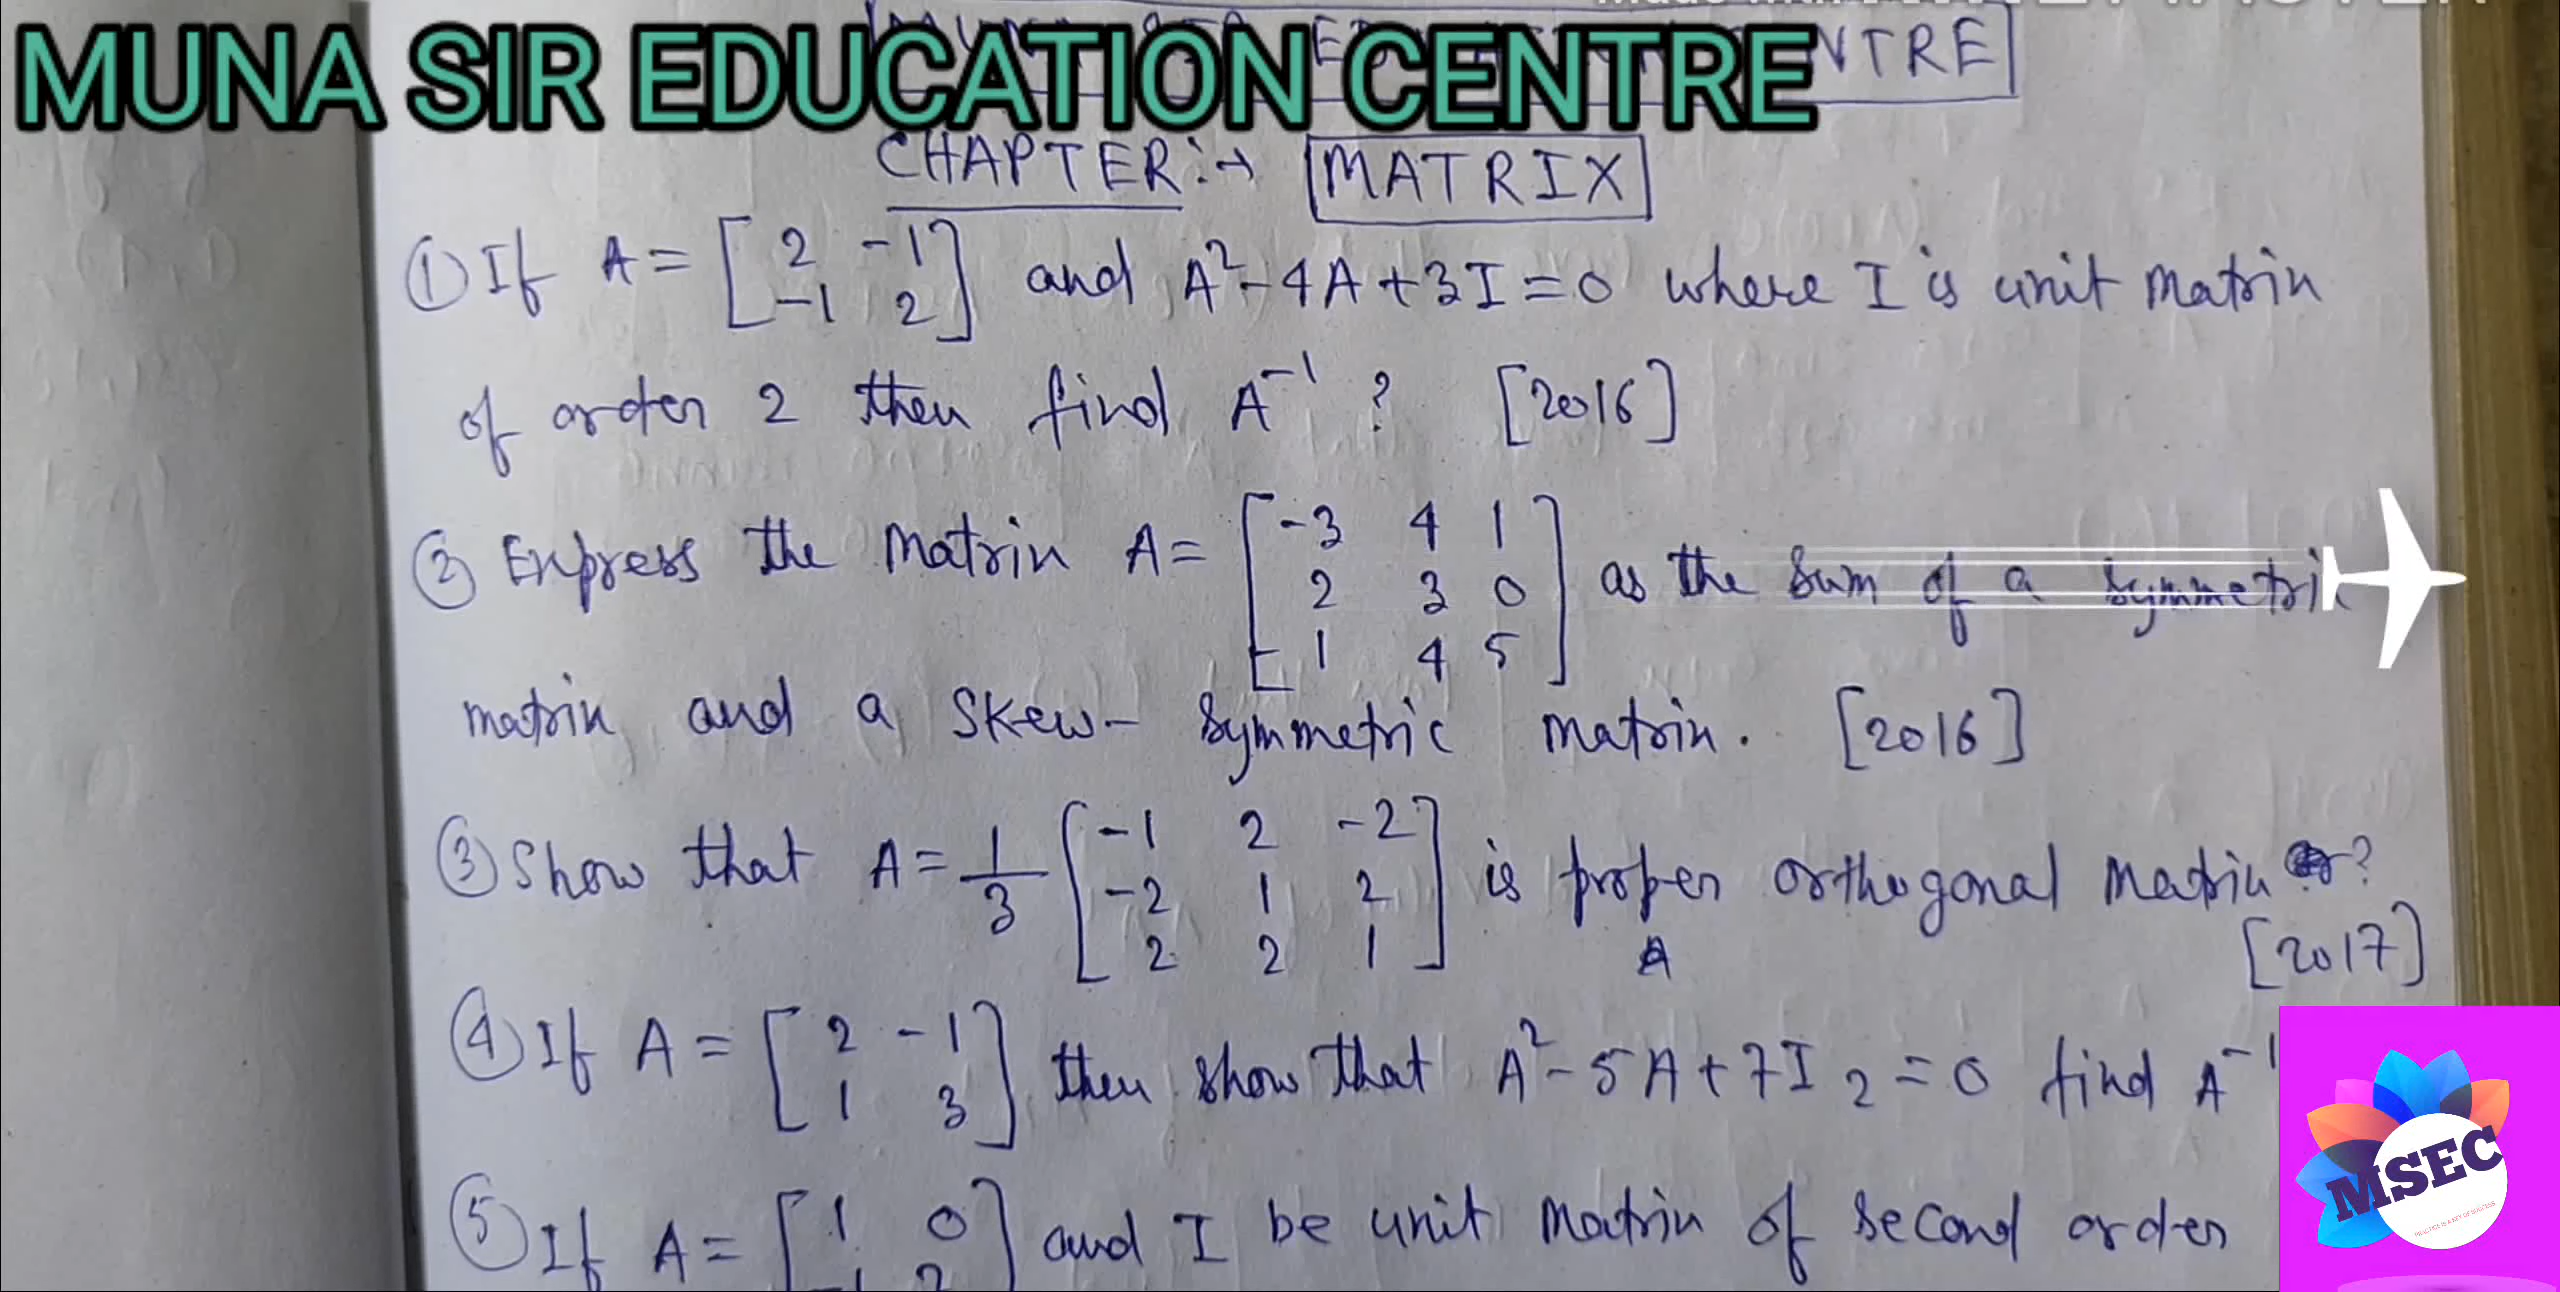 MUNA SIR EDUCATION CENTRE
CHAPTER :→ MATRIX
① If A = [2 -1 -1 2] and A² - 4A + 3I = 0 where I is unit Matrix
of order 2 then find A⁻¹ ? [2016]
② Express the Matrix A = [-3 4 1 2 3 0 1 4 5] as the sum of a symmetric
matrix and a skew- symmetric matrix. [2016]
③ Show that A = 1/3 [-1 2 -2 -2 1 2 2 2 1] is proper orthogonal Matrix ?
[2017]
④ If A = [2 -1 1 3] then show that A² - 5A + 7I 2 = 0 find A⁻¹
⑤ If A = [1 0 -1 2] and I be unit Matrix of second order
MSEC